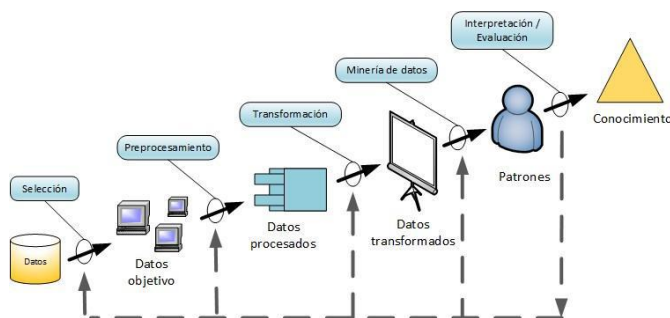 Interpretación /
Evaluación
Minería de datos
Conocimiento
Transformación
Patrones
Preprocesamiento
Datos
transformados
Selección
Datos
procesados
Datos
objetivo
Datos